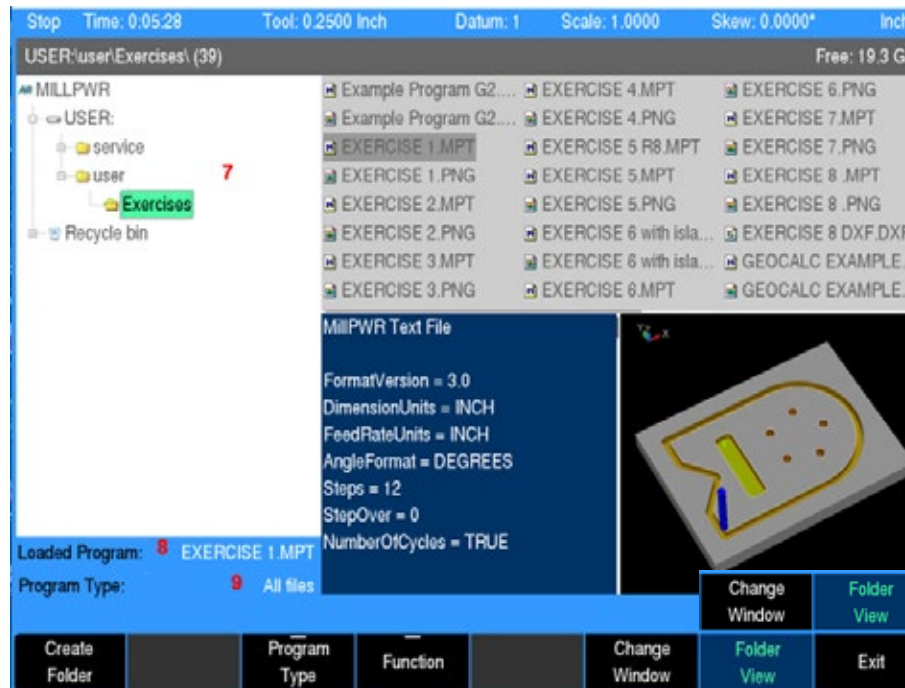 Stop Time: 0:05:28 Tool: 0.2500 Inch Datum: 1 Scale: 1.0000 Skew: 0.0000° Inch
USER:\user\Exercises\ (39) Free: 19.3 G
MILLPWR
USER:
service
7
user
Exercises
Recycle bin
Example Program G2.... EXERCISE 4.MPT EXERCISE 6.PNG
Example Program G2.... EXERCISE 4.PNG EXERCISE 7.MPT
EXERCISE 1.MPT EXERCISE 5 R8.MPT EXERCISE 7.PNG
EXERCISE 1.PNG EXERCISE 5.MPT EXERCISE 8 .MPT
EXERCISE 2.MPT EXERCISE 5.PNG EXERCISE 8 .PNG
EXERCISE 2.PNG EXERCISE 6 with isla... EXERCISE 8 DXF.DXF
EXERCISE 3.MPT EXERCISE 6 with isla... GEOCALC EXAMPLE.
EXERCISE 3.PNG EXERCISE 6.MPT GEOCALC EXAMPLE.
MillPWR Text File
FormatVersion = 3.0
DimensionUnits = INCH
FeedRateUnits = INCH
AngleFormat = DEGREES
Steps = 12
StepOver = 0
NumberOfCycles = TRUE
X
Loaded Program: 8 EXERCISE 1.MPT
Program Type: 9 All files
Change Window Folder View
Create Folder Program Type Function Change Window Folder View Exit